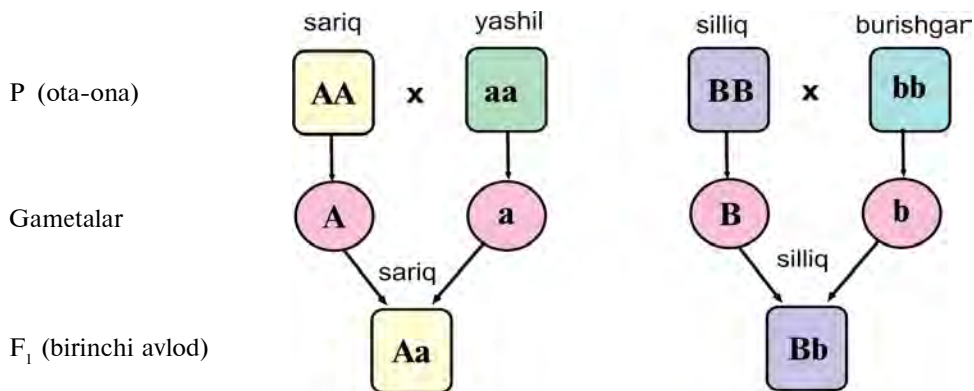 sariq yashil silliq burishgan
P (ota-ona) AA x aa BB x bb
Gametalar A a B b
sariq silliq
F₁ (birinchi avlod) Aa Bb